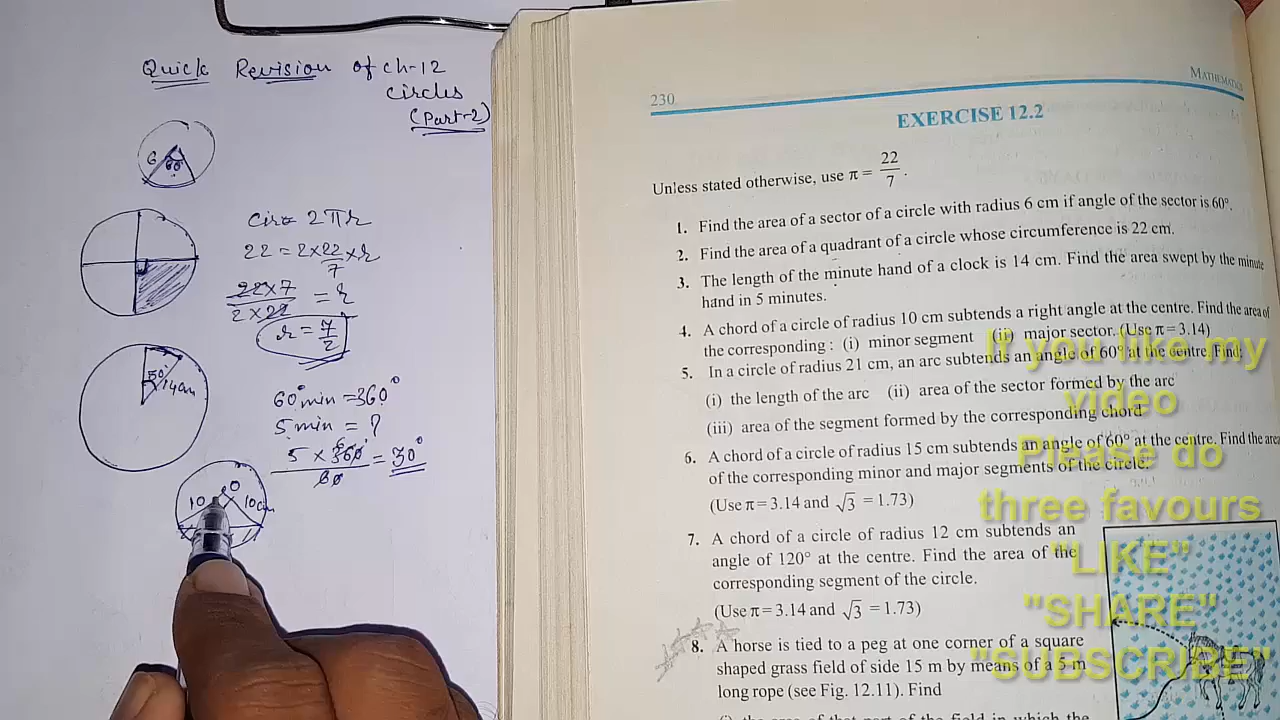 Quick Revision of ch-12
circles
(Part-2)
6
60°
Cir = 2πr
22 = 2×22/7×r
22×7/2×22 = r
r = 7/2
5°
14cm
60 min = 360°
5 min = ?
5 × 360°/60 = 30°
O
10
10cm
230
MATHEMATICS
EXERCISE 12.2
Unless stated otherwise, use π = 22/7.
1. Find the area of a sector of a circle with radius 6 cm if angle of the sector is 60°.
2. Find the area of a quadrant of a circle whose circumference is 22 cm.
3. The length of the minute hand of a clock is 14 cm. Find the area swept by the minute
hand in 5 minutes.
4. A chord of a circle of radius 10 cm subtends a right angle at the centre. Find the area of
the corresponding : (i) minor segment (ii) major sector. (Use π = 3.14)
5. In a circle of radius 21 cm, an arc subtends an angle of 60° at the centre. Find:
(i) the length of the arc (ii) area of the sector formed by the arc
(iii) area of the segment formed by the corresponding chord
6. A chord of a circle of radius 15 cm subtends an angle of 60° at the centre. Find the area
of the corresponding minor and major segments of the circle.
(Use π = 3.14 and √3 = 1.73)
7. A chord of a circle of radius 12 cm subtends an
angle of 120° at the centre. Find the area of the
corresponding segment of the circle.
(Use π = 3.14 and √3 = 1.73)
8. A horse is tied to a peg at one corner of a square
shaped grass field of side 15 m by means of a 5 m
long rope (see Fig. 12.11). Find
If you like my
video
Please do
three favours
"LIKE"
"SHARE"
"SUBSCRIBE"